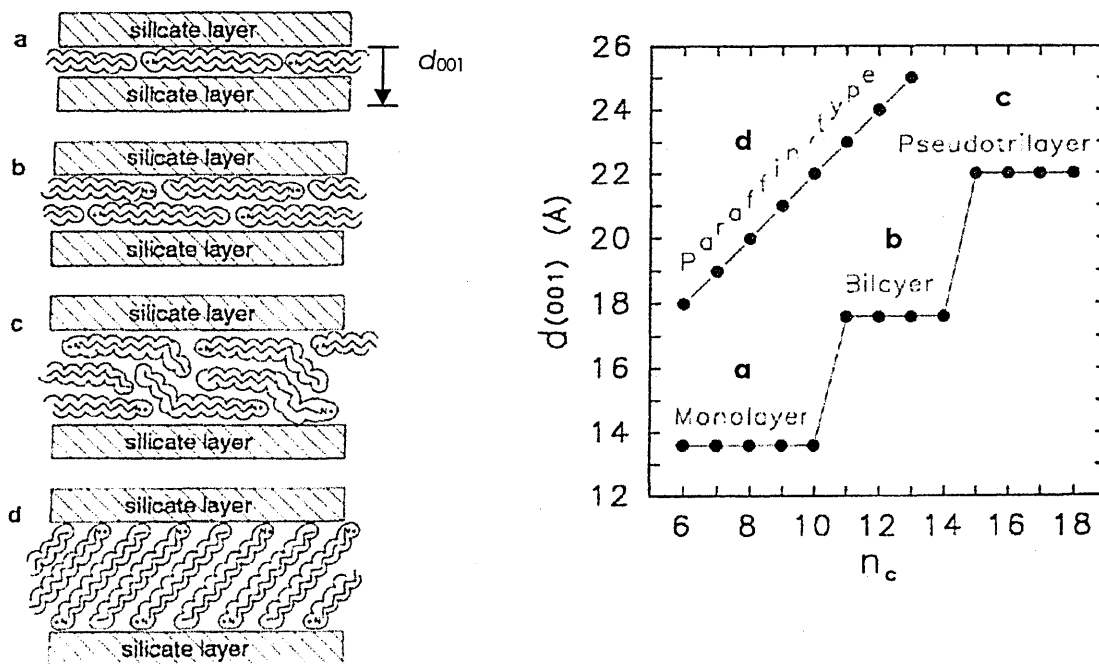 a
silicate layer
silicate layer
d001
b
silicate layer
silicate layer
c
silicate layer
silicate layer
d
silicate layer
silicate layer
26
24
22
20
18
16
14
12
d(001) (Å)
6 8 10 12 14 16 18
nc
d
Paraffin-type
c
Pseudotrilayer
b
Bilcyer
a
Monolayer